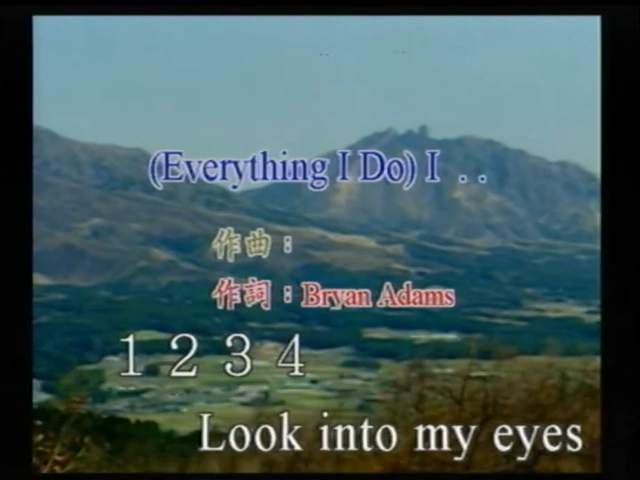 (Everything I Do) I . .
作曲：
作詞：Bryan Adams
1 2 3 4
Look into my eyes